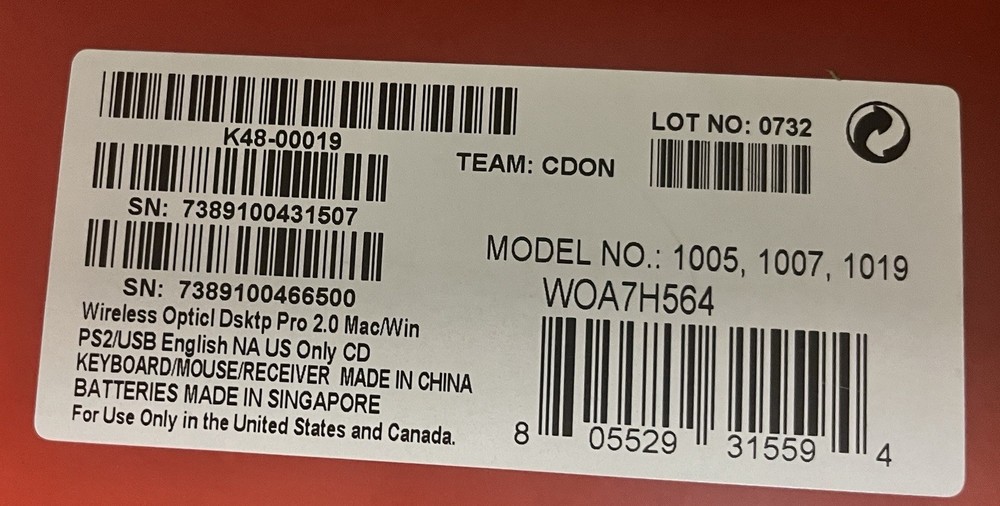 K48-00019
SN: 7389100431507
SN: 7389100466500
Wireless Opticl Dsktp Pro 2.0 Mac/Win
PS2/USB English NA US Only CD
KEYBOARD/MOUSE/RECEIVER MADE IN CHINA
BATTERIES MADE IN SINGAPORE
For Use Only in the United States and Canada.
TEAM: CDON
LOT NO: 0732
MODEL NO.: 1005, 1007, 1019
WOA7H564
8 05529 31559 4